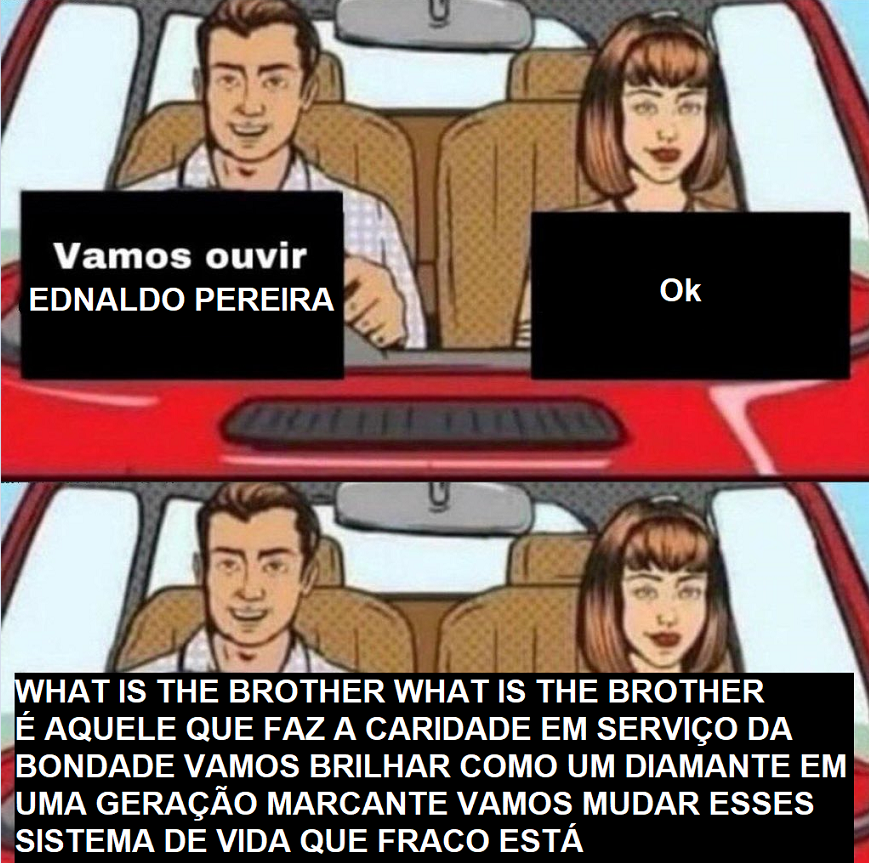 Vamos ouvir
EDNALDO PEREIRA
Ok
WHAT IS THE BROTHER WHAT IS THE BROTHER
É AQUELE QUE FAZ A CARIDADE EM SERVIÇO DA
BONDADE VAMOS BRILHAR COMO UM DIAMANTE EM
UMA GERAÇÃO MARCANTE VAMOS MUDAR ESSES
SISTEMA DE VIDA QUE FRACO ESTÁ